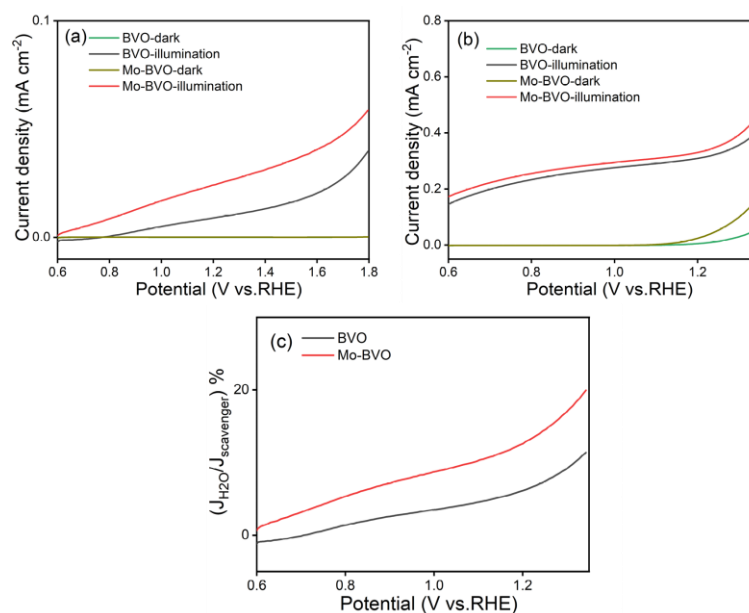 (a)
BVO-dark
BVO-illumination
Mo-BVO-dark
Mo-BVO-illumination
Current density (mA cm⁻²)
0.1
0.0
0.6 0.8 1.0 1.2 1.4 1.6 1.8
Potential (V vs.RHE)
(b)
BVO-dark
BVO-illumination
Mo-BVO-dark
Mo-BVO-illumination
Current density (mA cm⁻²)
0.8
0.6
0.4
0.2
0.0
0.6 0.8 1.0 1.2
Potential (V vs.RHE)
(c)
BVO
Mo-BVO
(J_H2O/J_scavenger) %
20
0
0.6 0.8 1.0 1.2
Potential (V vs.RHE)